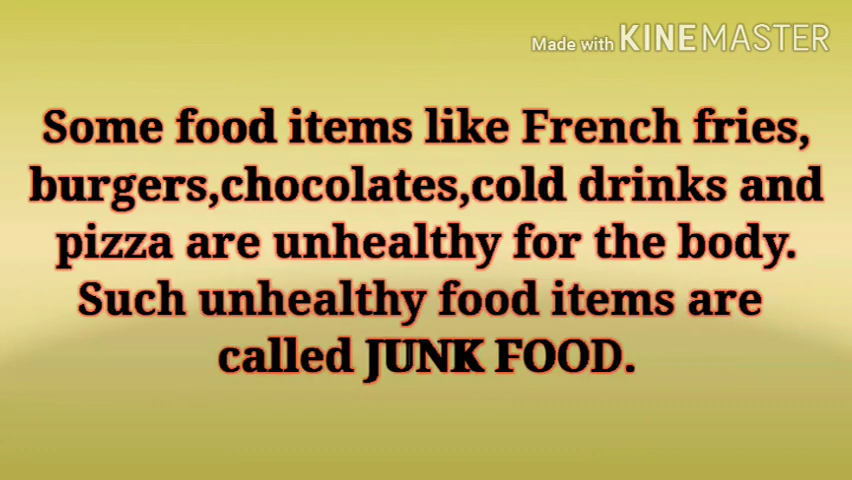 Made with KINEMASTER
Some food items like French fries,
burgers,chocolates,cold drinks and
pizza are unhealthy for the body.
Such unhealthy food items are
called JUNK FOOD.